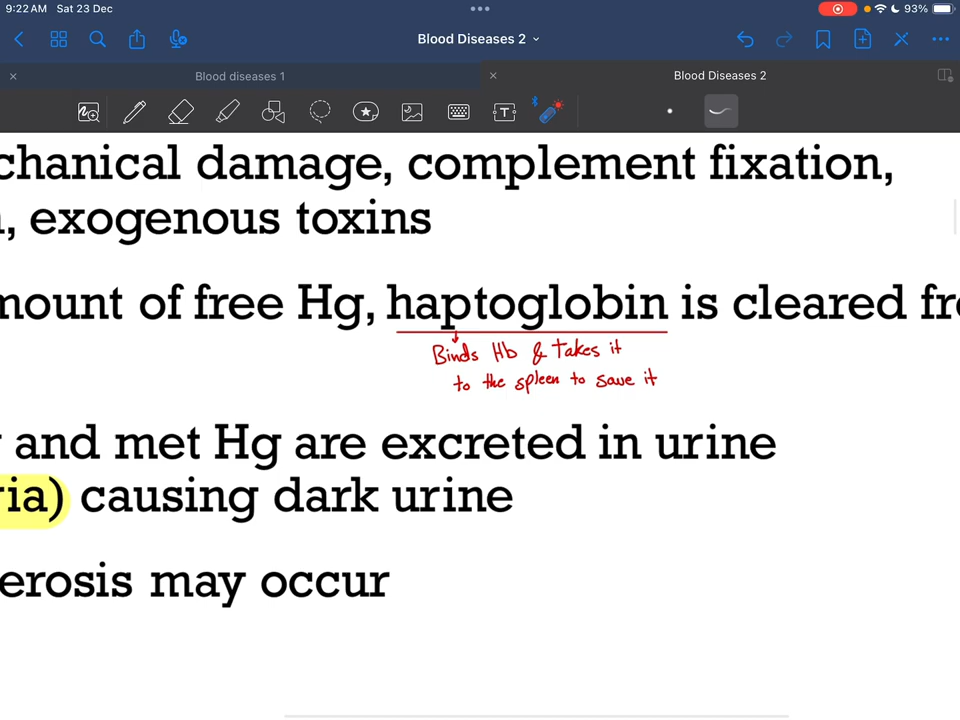 9:22 AM Sat 23 Dec
93%
Blood Diseases 2
Blood diseases 1
Blood Diseases 2
T
chanical damage, complement fixation,
, exogenous toxins
mount of free Hg, haptoglobin is cleared fr
Binds Hb & takes it
to the spleen to save it
and met Hg are excreted in urine
ria) causing dark urine
erosis may occur